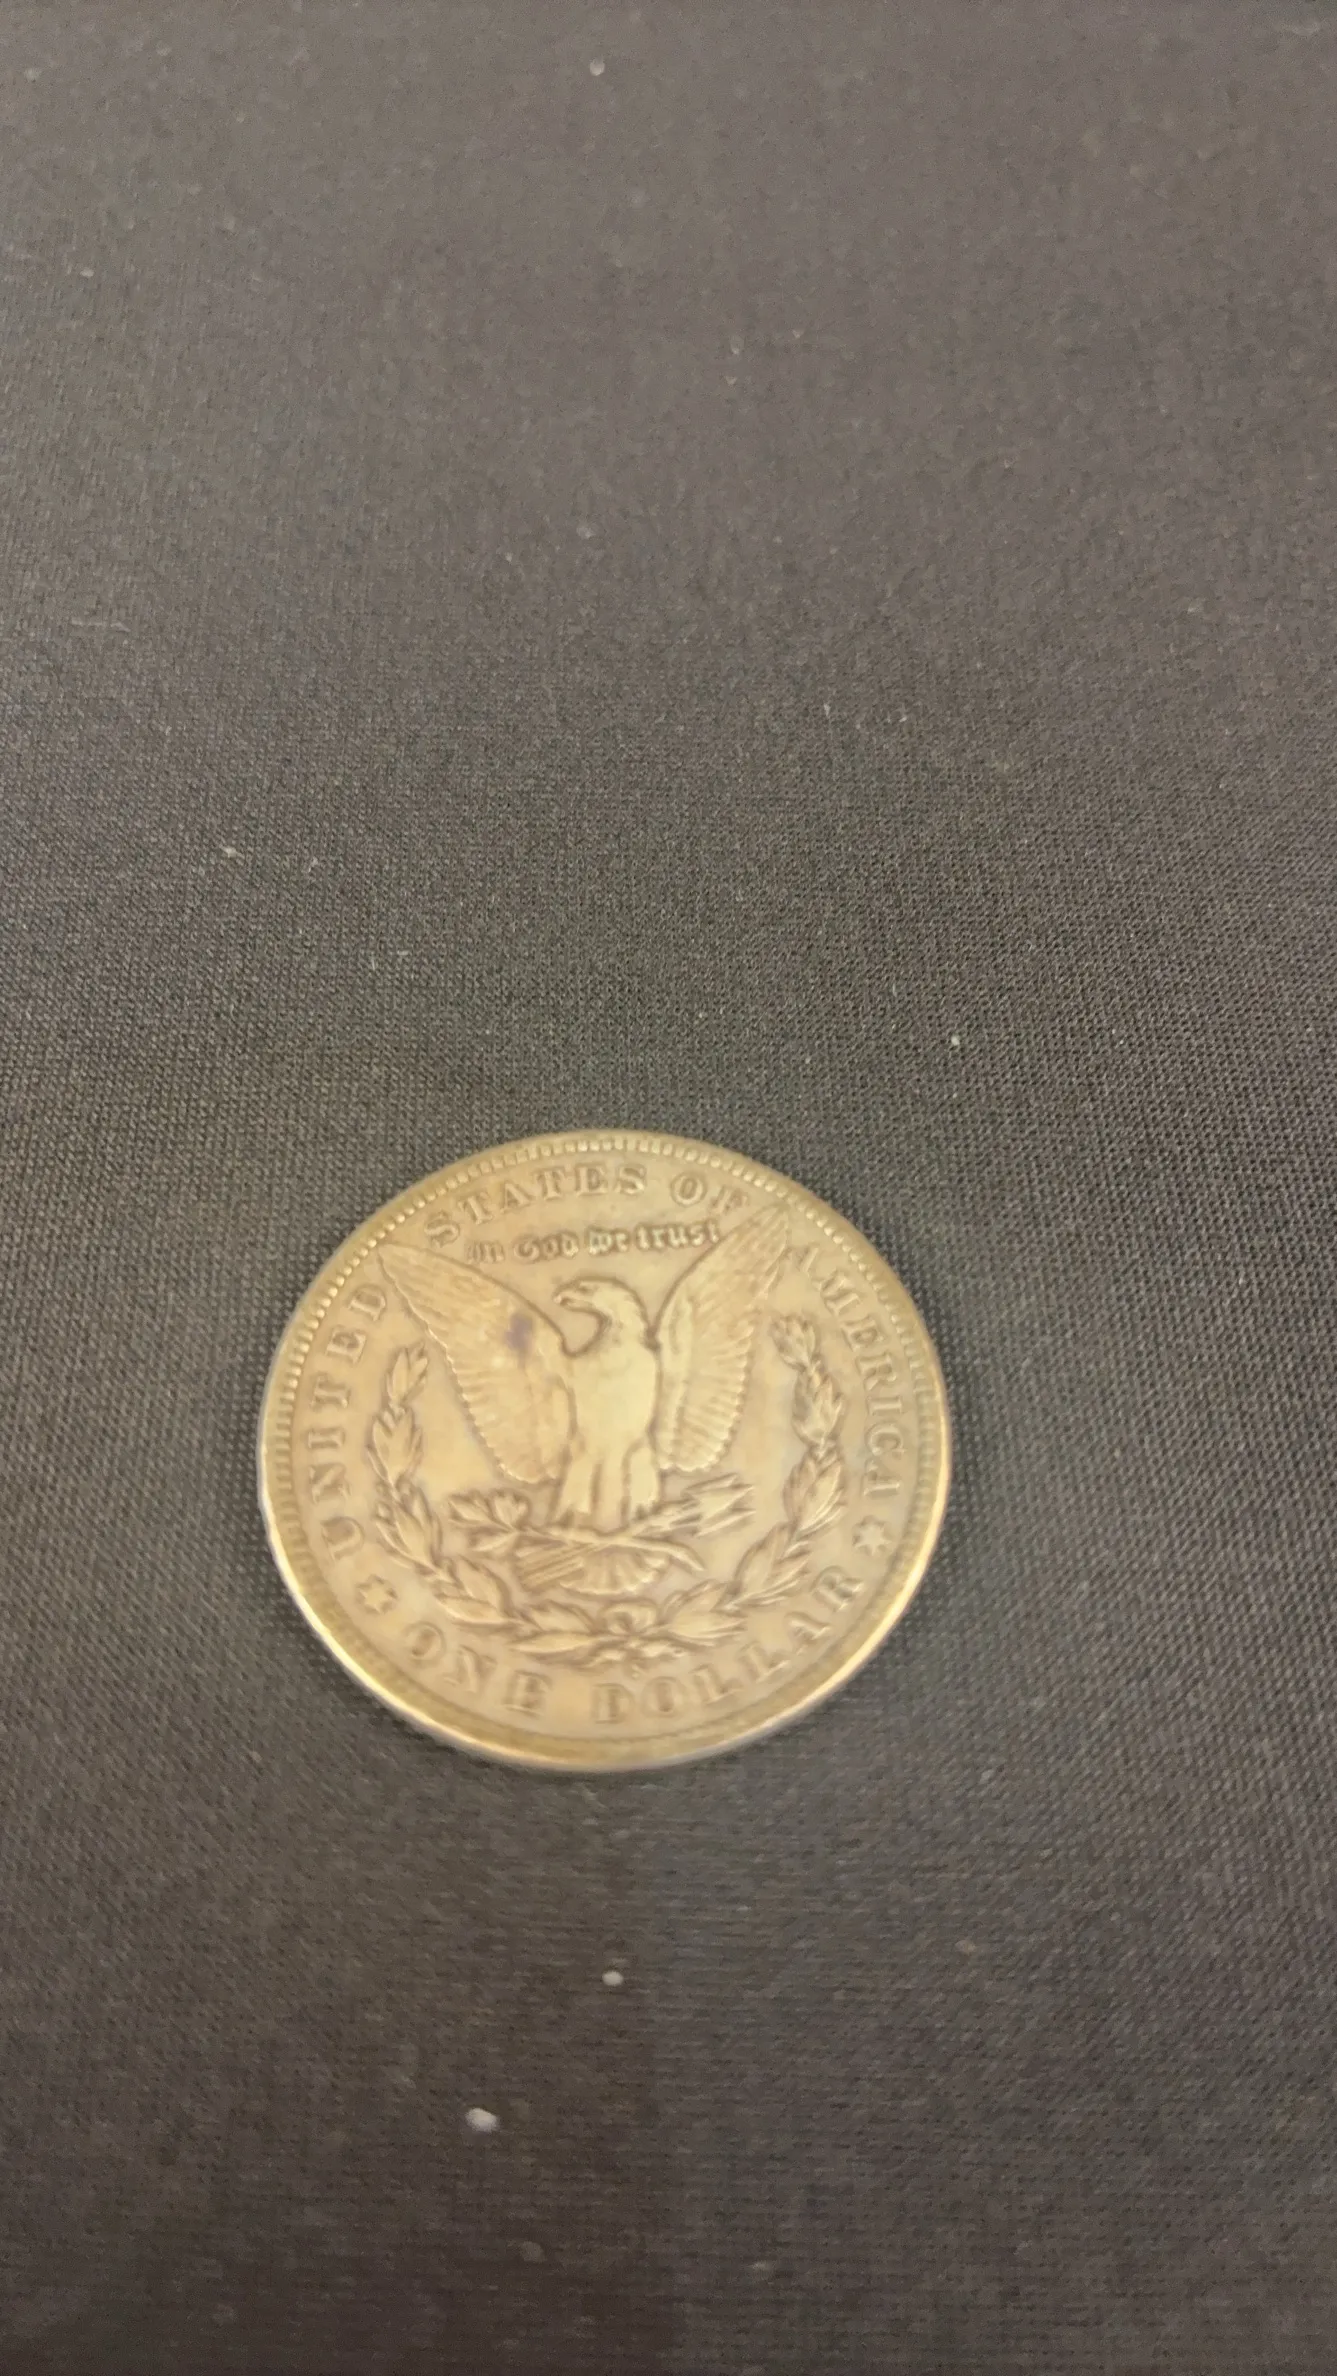 UNITED STATES OF AMERICA
In God We trust
ONE DOLLAR